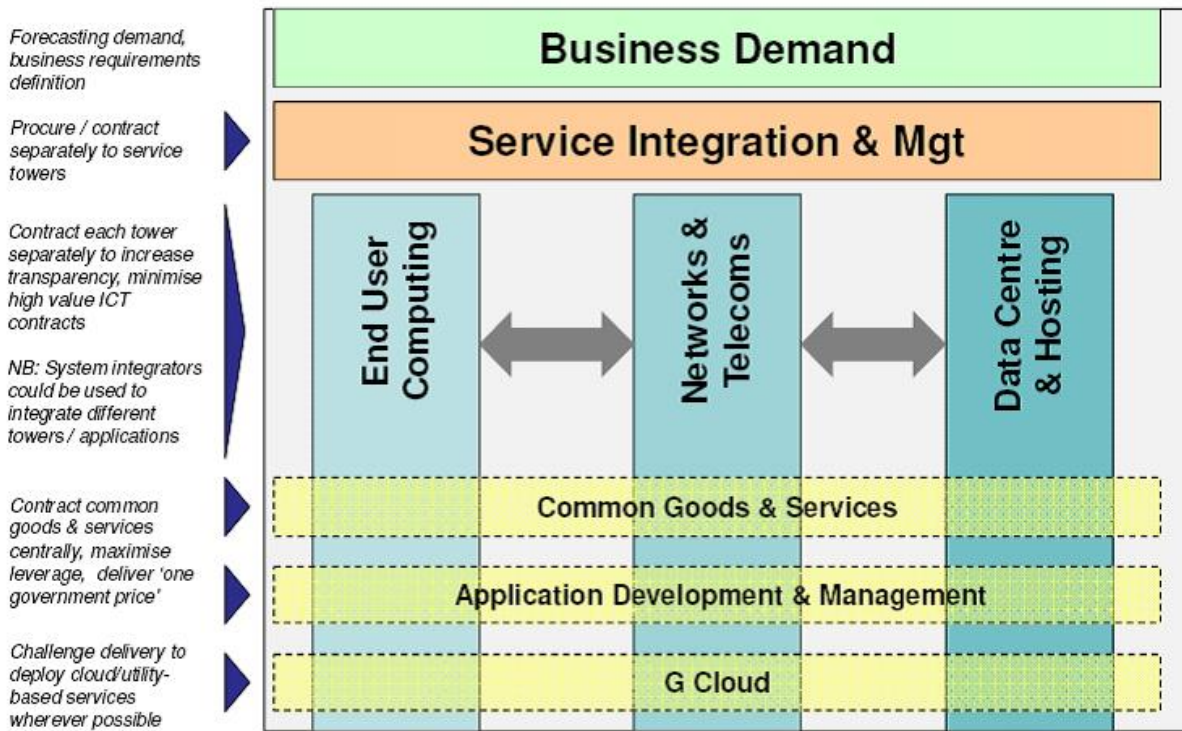 Forecasting demand,
business requirements
definition
Business Demand
Procure / contract
separately to service
towers
Service Integration & Mgt
Contract each tower
separately to increase
transparency, minimise
high value ICT
contracts
NB: System integrators
could be used to
integrate different
towers / applications
End User
Computing
Networks &
Telecoms
Data Centre
& Hosting
Contract common
goods & services
centrally, maximise
leverage, deliver ‘one
government price’
Common Goods & Services
Application Development & Management
Challenge delivery to
deploy cloud/utility-
based services
wherever possible
G Cloud